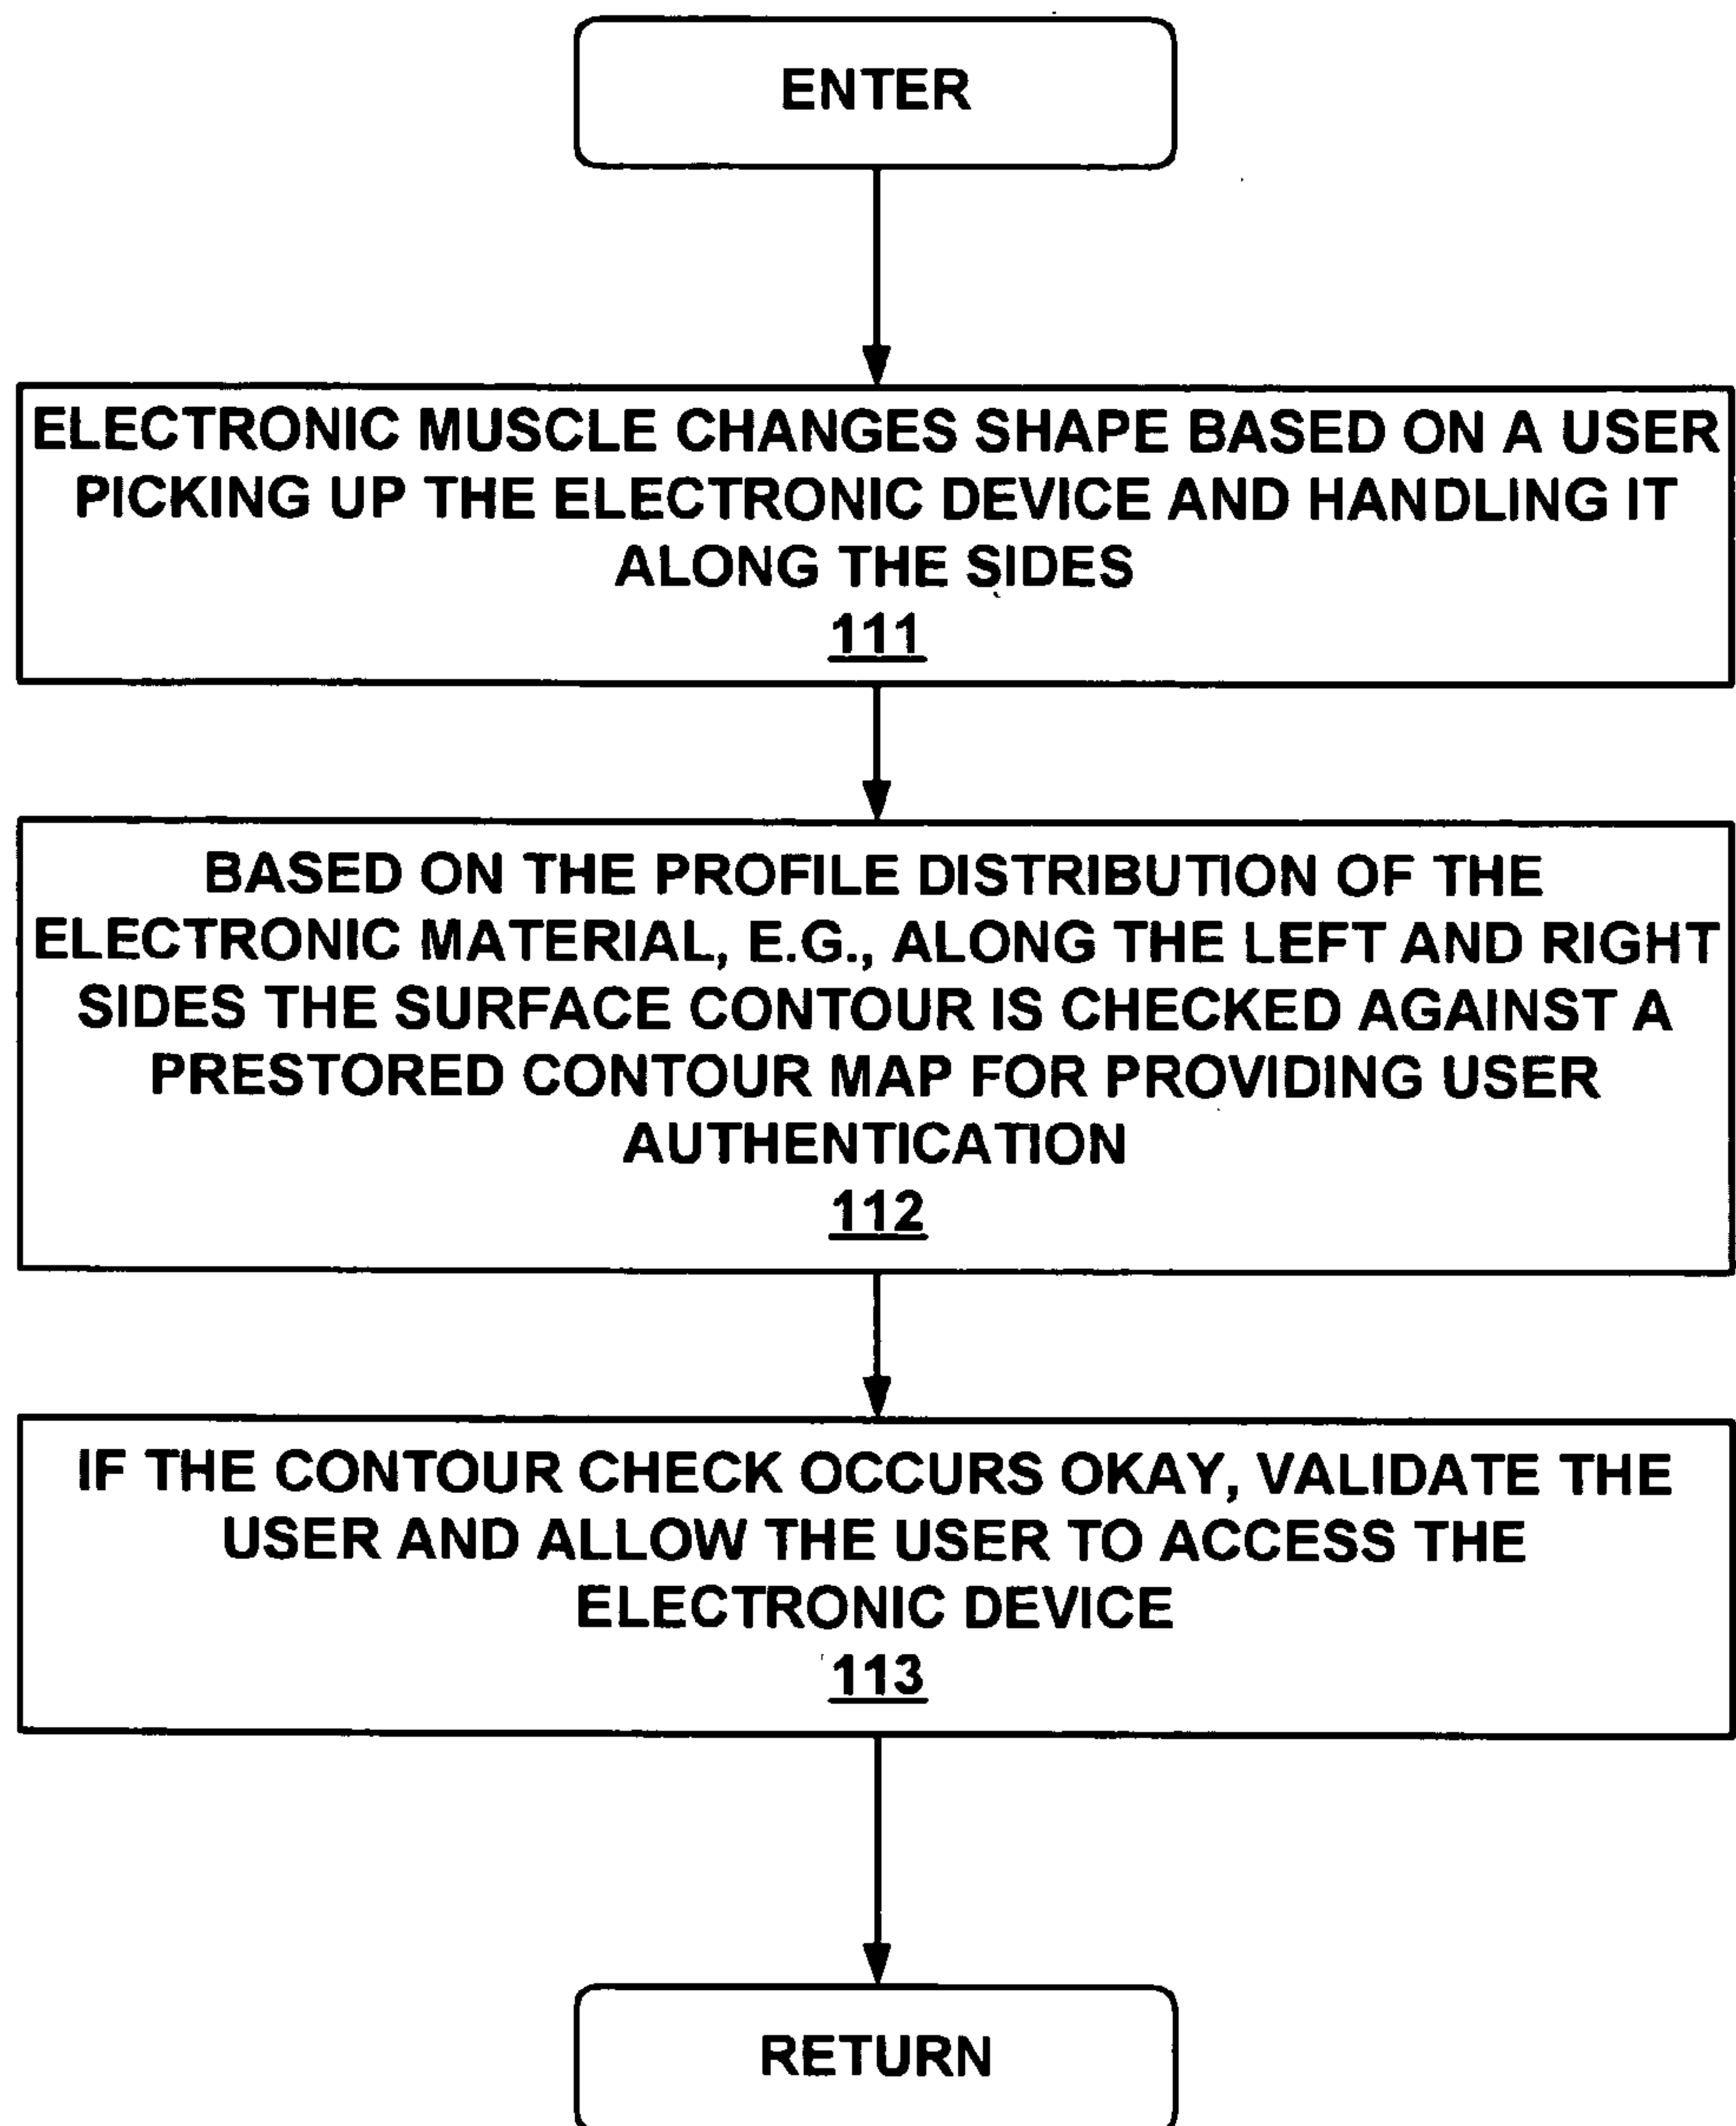 ENTER
ELECTRONIC MUSCLE CHANGES SHAPE BASED ON A USER
PICKING UP THE ELECTRONIC DEVICE AND HANDLING IT
ALONG THE SIDES
111
BASED ON THE PROFILE DISTRIBUTION OF THE
ELECTRONIC MATERIAL, E.G., ALONG THE LEFT AND RIGHT
SIDES THE SURFACE CONTOUR IS CHECKED AGAINST A
PRESTORED CONTOUR MAP FOR PROVIDING USER
AUTHENTICATION
112
IF THE CONTOUR CHECK OCCURS OKAY, VALIDATE THE
USER AND ALLOW THE USER TO ACCESS THE
ELECTRONIC DEVICE
113
RETURN